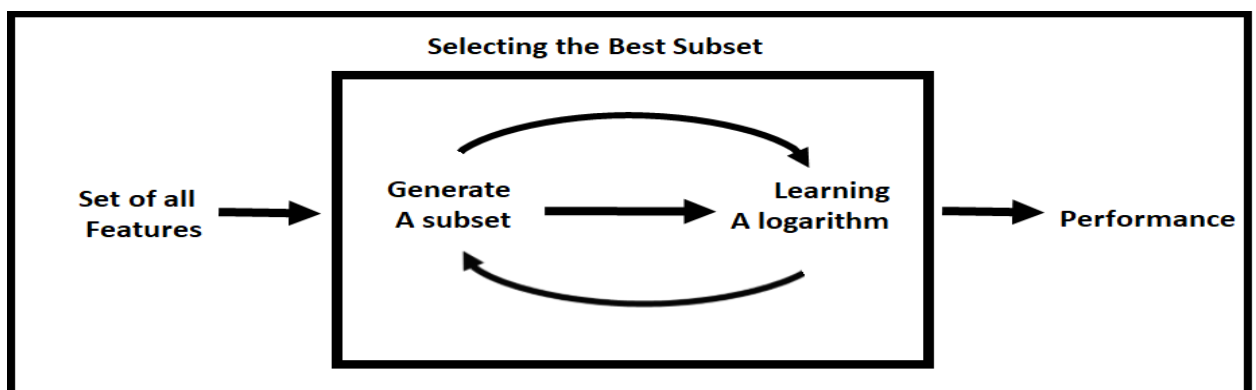 Selecting the Best Subset
Set of all
Features
Generate
A subset
Learning
A logarithm
Performance